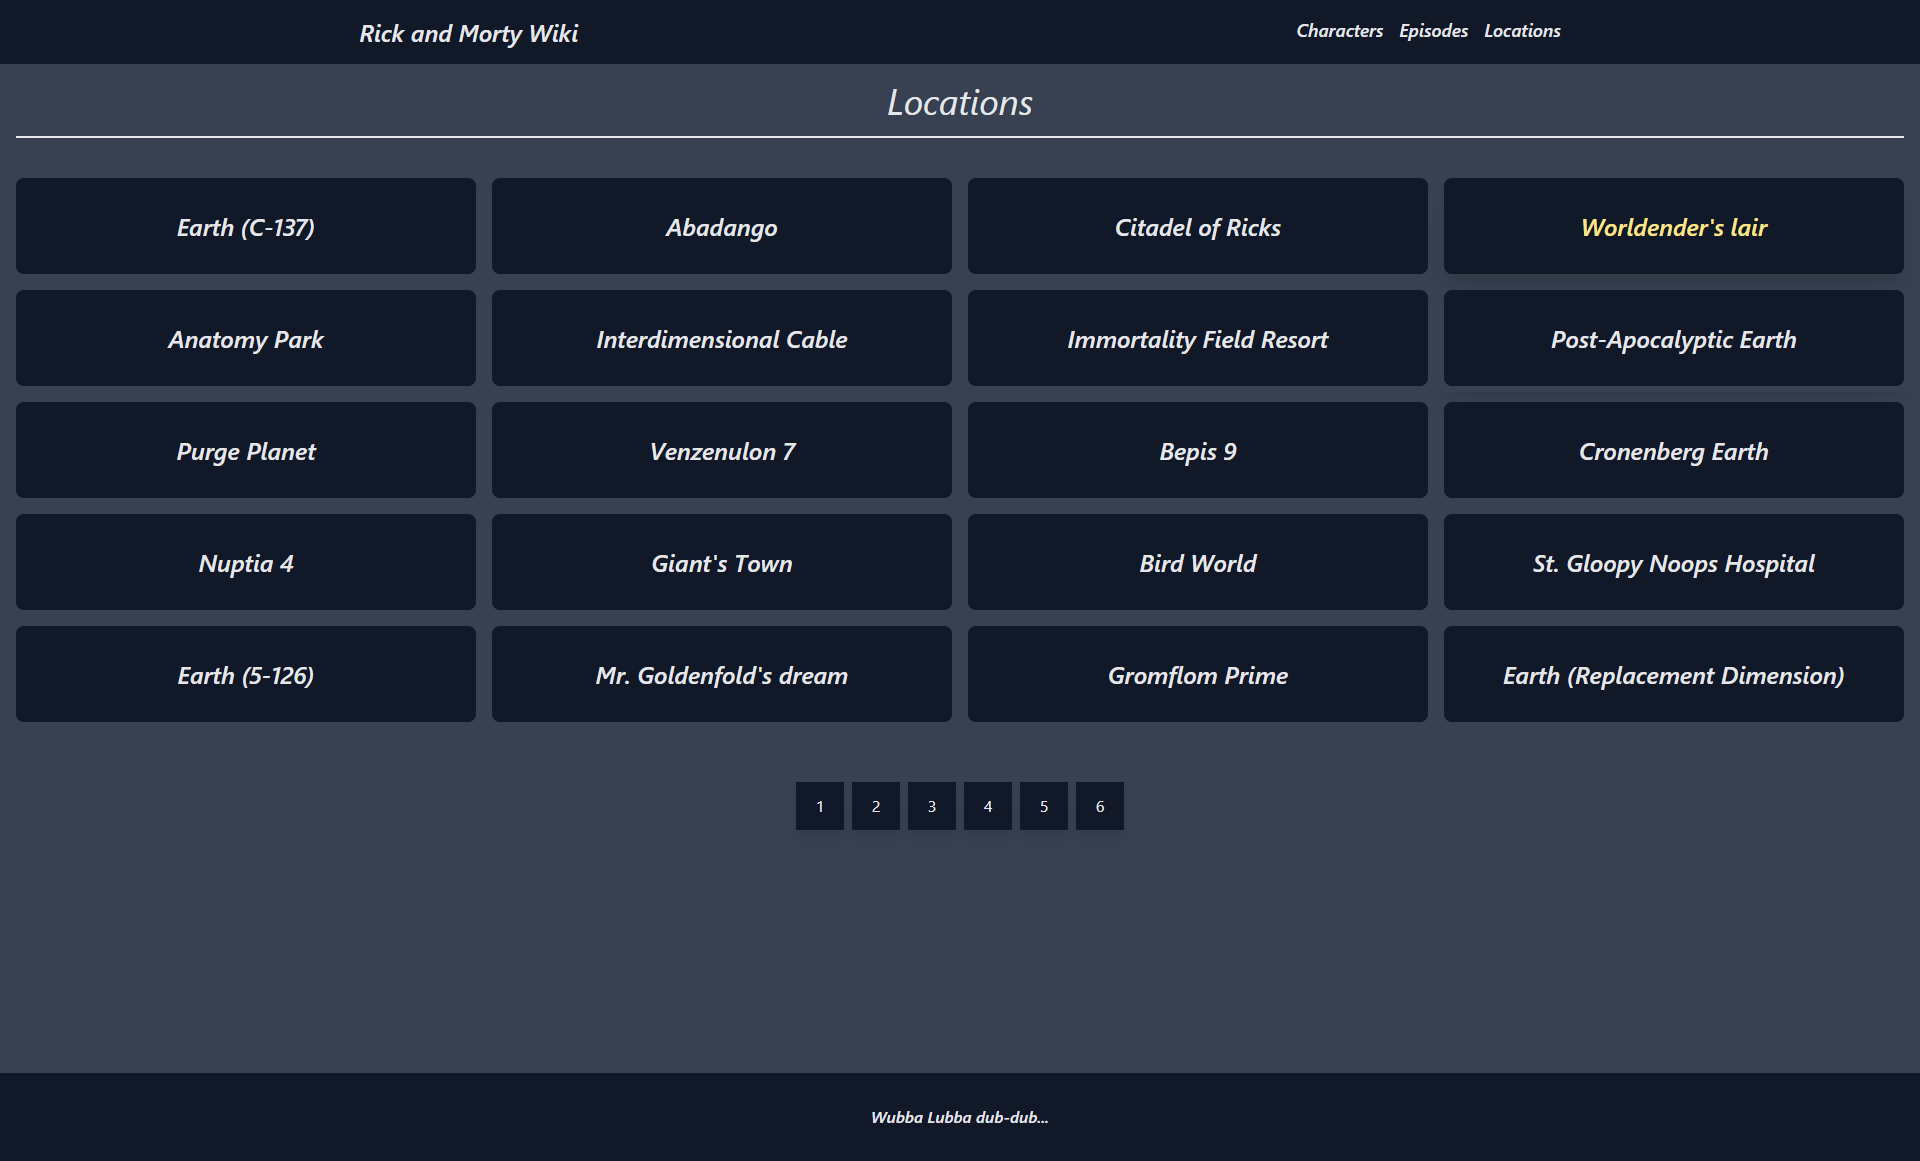 Rick and Morty Wiki
Characters Episodes Locations
Locations
Earth (C-137)
Abadango
Citadel of Ricks
Worldender's lair
Anatomy Park
Interdimensional Cable
Immortality Field Resort
Post-Apocalyptic Earth
Purge Planet
Venzenulon 7
Bepis 9
Cronenberg Earth
Nuptia 4
Giant's Town
Bird World
St. Gloopy Noops Hospital
Earth (5-126)
Mr. Goldenfold's dream
Gromflom Prime
Earth (Replacement Dimension)
1 2 3 4 5 6
Wubba Lubba dub-dub...